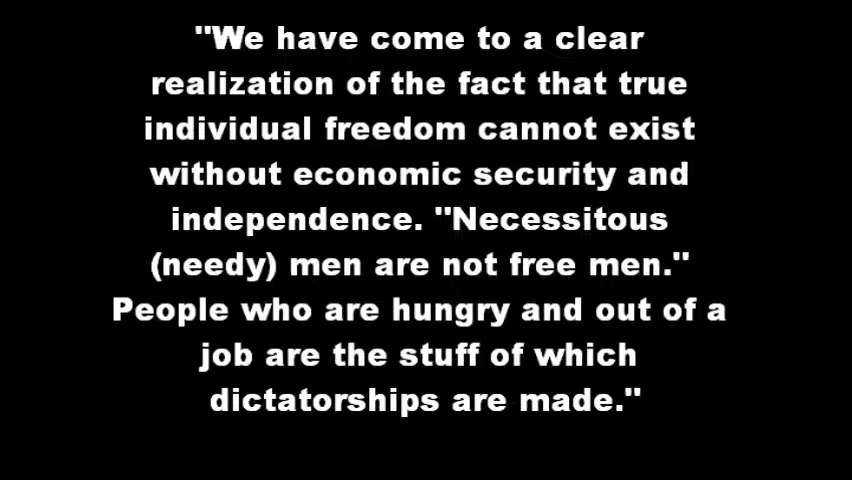 "We have come to a clear
realization of the fact that true
individual freedom cannot exist
without economic security and
independence. "Necessitous
(needy) men are not free men."
People who are hungry and out of a
job are the stuff of which
dictatorships are made."